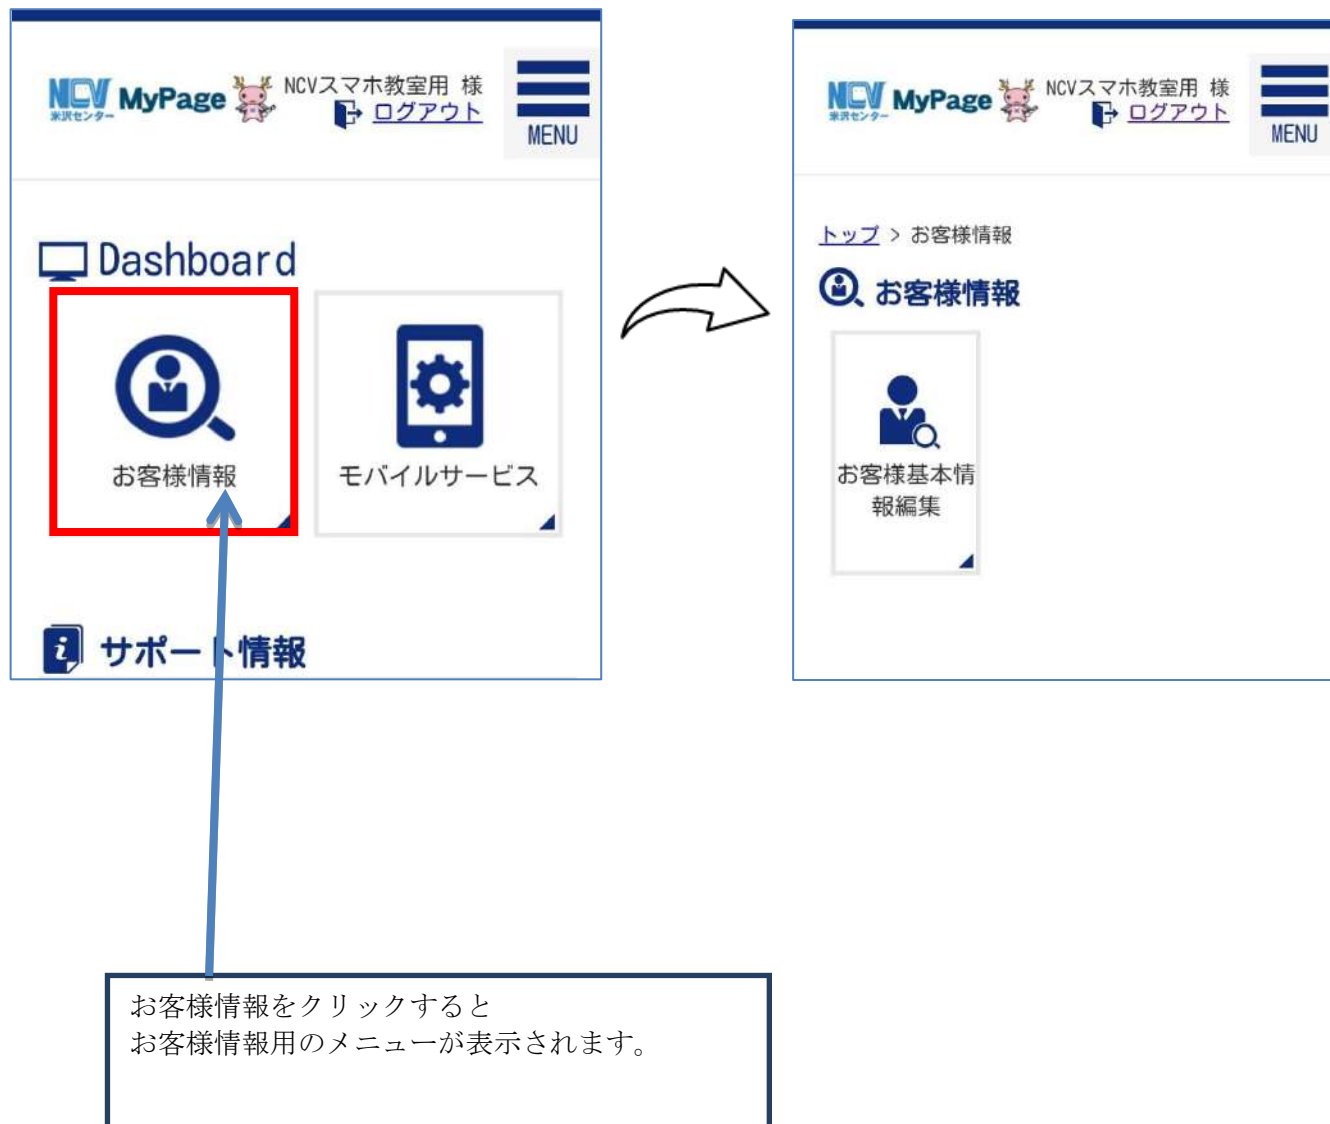 NCV MyPage
米沢センター
NCVスマホ教室用 様
ログアウト
MENU
Dashboard
お客様情報
モバイルサービス
サポート情報
NCV MyPage
米沢センター
NCVスマホ教室用 様
ログアウト
MENU
トップ > お客様情報
お客様情報
お客様基本情
報編集
お客様情報をクリックすると
お客様情報用のメニューが表示されます。